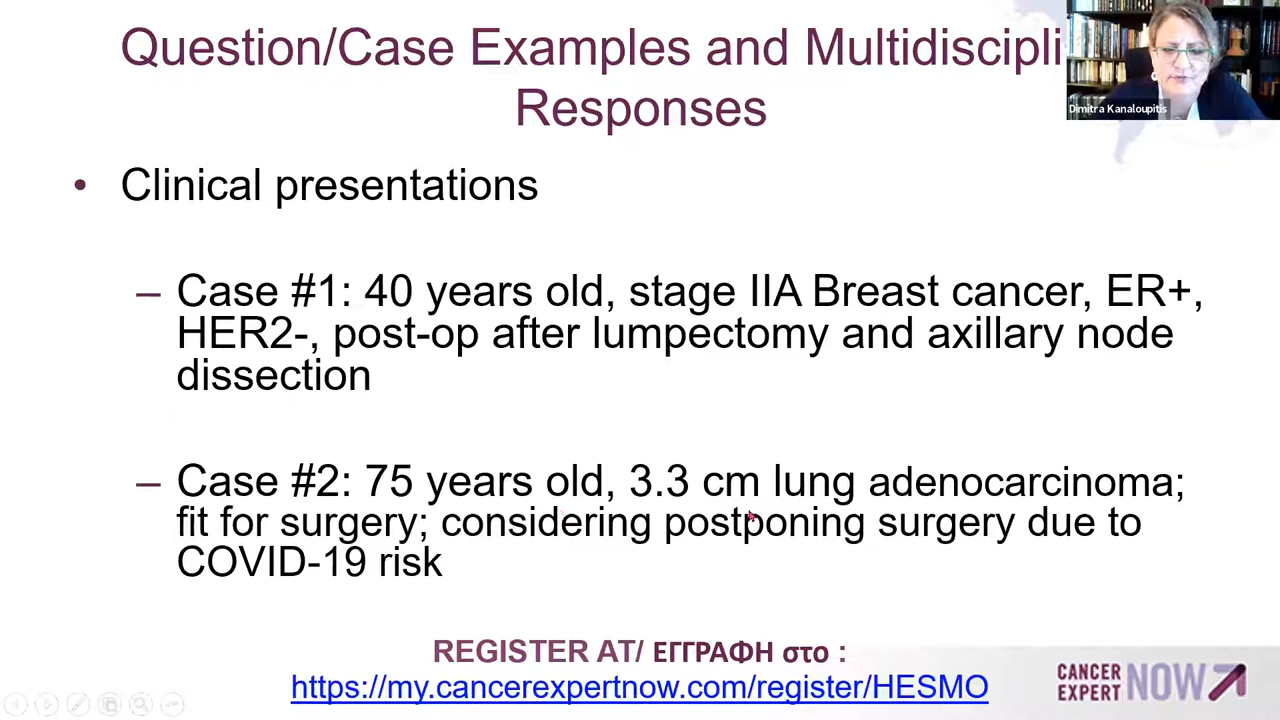 Question/Case Examples and Multidiscipli
Responses
Dimitra Kanaloupitis
• Clinical presentations
– Case #1: 40 years old, stage IIA Breast cancer, ER+,
HER2-, post-op after lumpectomy and axillary node
dissection
– Case #2: 75 years old, 3.3 cm lung adenocarcinoma;
fit for surgery; considering postponing surgery due to
COVID-19 risk
REGISTER AT/ ΕΓΓΡΑΦΗ στο :
https://my.cancerexpertnow.com/register/HESMO
CANCER
EXPERT NOW